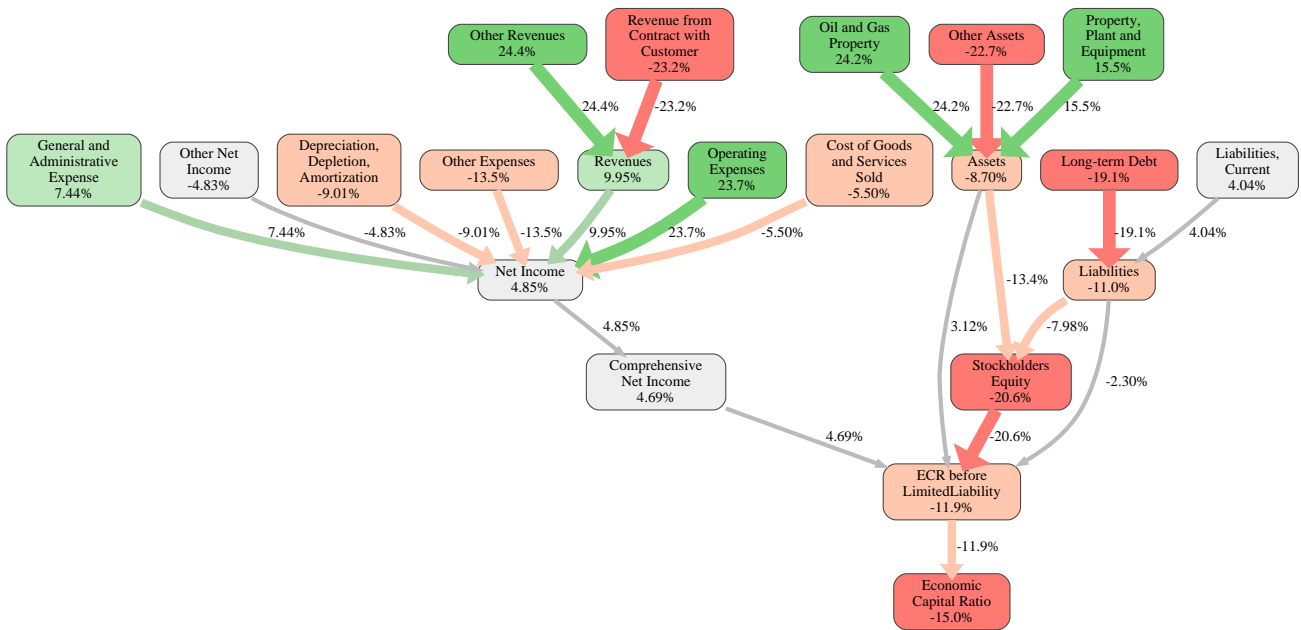 Other Revenues
24.4%
Revenue from
Contract with
Customer
-23.2%
Oil and Gas
Property
24.2%
Other Assets
-22.7%
Property,
Plant and
Equipment
15.5%
24.4%
-23.2%
24.2%
-22.7%
15.5%
General and
Administrative
Expense
7.44%
Other Net
Income
-4.83%
Depreciation,
Depletion,
Amortization
-9.01%
Other Expenses
-13.5%
Revenues
9.95%
Operating
Expenses
23.7%
Cost of Goods
and Services
Sold
-5.50%
Assets
-8.70%
Long-term Debt
-19.1%
Liabilities,
Current
4.04%
7.44%
-4.83%
-9.01%
-13.5%
9.95%
23.7%
-5.50%
-19.1%
4.04%
Net Income
4.85%
-13.4%
Liabilities
-11.0%
4.85%
3.12%
-7.98%
Comprehensive
Net Income
4.69%
Stockholders
Equity
-20.6%
-2.30%
4.69%
-20.6%
ECR before
LimitedLiability
-11.9%
-11.9%
Economic
Capital Ratio
-15.0%